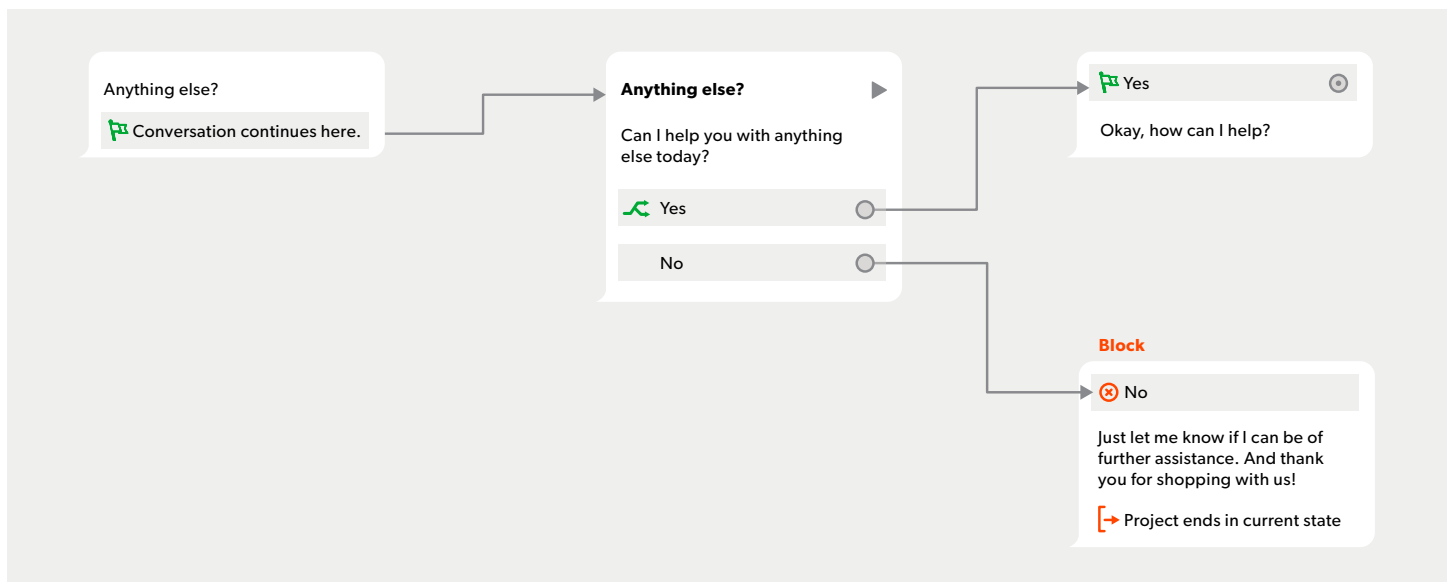 Anything else?
Conversation continues here.
Anything else?
Can I help you with anything
else today?
Yes
No
Yes
Okay, how can I help?
Block
No
Just let me know if I can be of
further assistance. And thank
you for shopping with us!
Project ends in current state